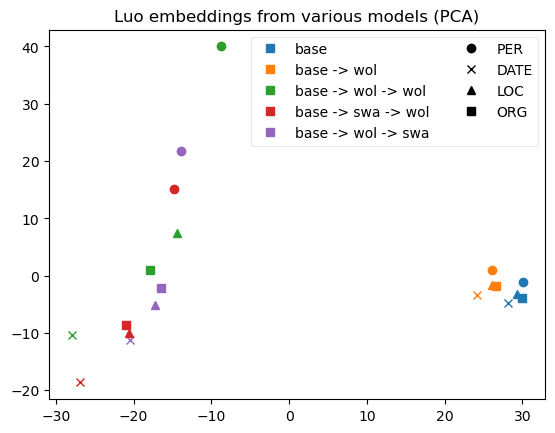 Luo embeddings from various models (PCA)
40
30
20
10
0
−10
−20
−30
−20
−10
0
10
20
30
base
base -> wol
base -> wol -> wol
base -> swa -> wol
base -> wol -> swa
PER
DATE
LOC
ORG